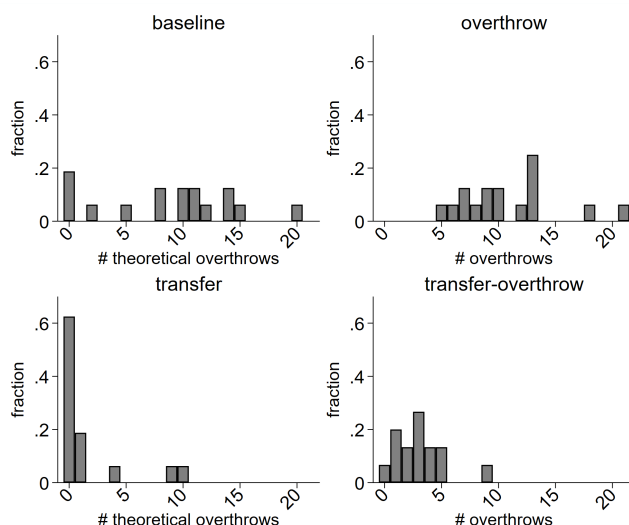 baseline
fraction
.6
.4
.2
0
0 5 10 15 20
# theoretical overthrows
overthrow
fraction
.6
.4
.2
0
0 5 10 15 20
# overthrows
transfer
fraction
.6
.4
.2
0
0 5 10 15 20
# theoretical overthrows
transfer-overthrow
fraction
.6
.4
.2
0
0 5 10 15 20
# overthrows